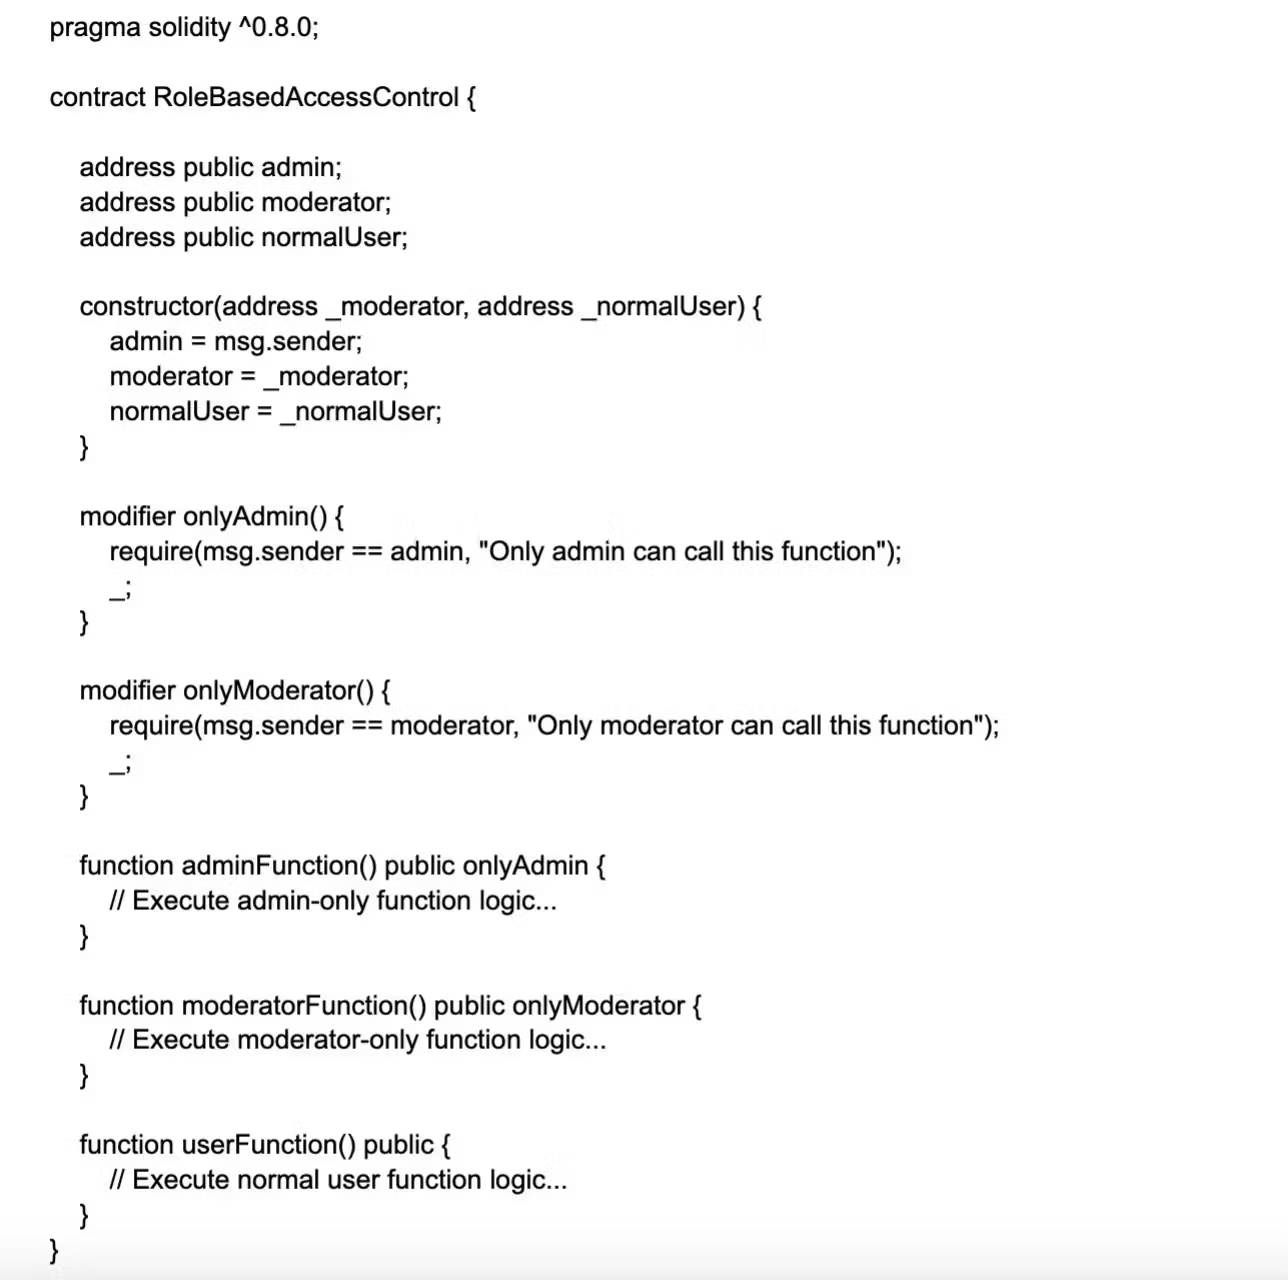 pragma solidity ^0.8.0;
contract RoleBasedAccessControl {
address public admin;
address public moderator;
address public normalUser;
constructor(address _moderator, address _normalUser) {
admin = msg.sender;
moderator = _moderator;
normalUser = _normalUser;
}
modifier onlyAdmin() {
require(msg.sender == admin, "Only admin can call this function");
_;
}
modifier onlyModerator() {
require(msg.sender == moderator, "Only moderator can call this function");
_;
}
function adminFunction() public onlyAdmin {
// Execute admin-only function logic...
}
function moderatorFunction() public onlyModerator {
// Execute moderator-only function logic...
}
function userFunction() public {
// Execute normal user function logic...
}
}